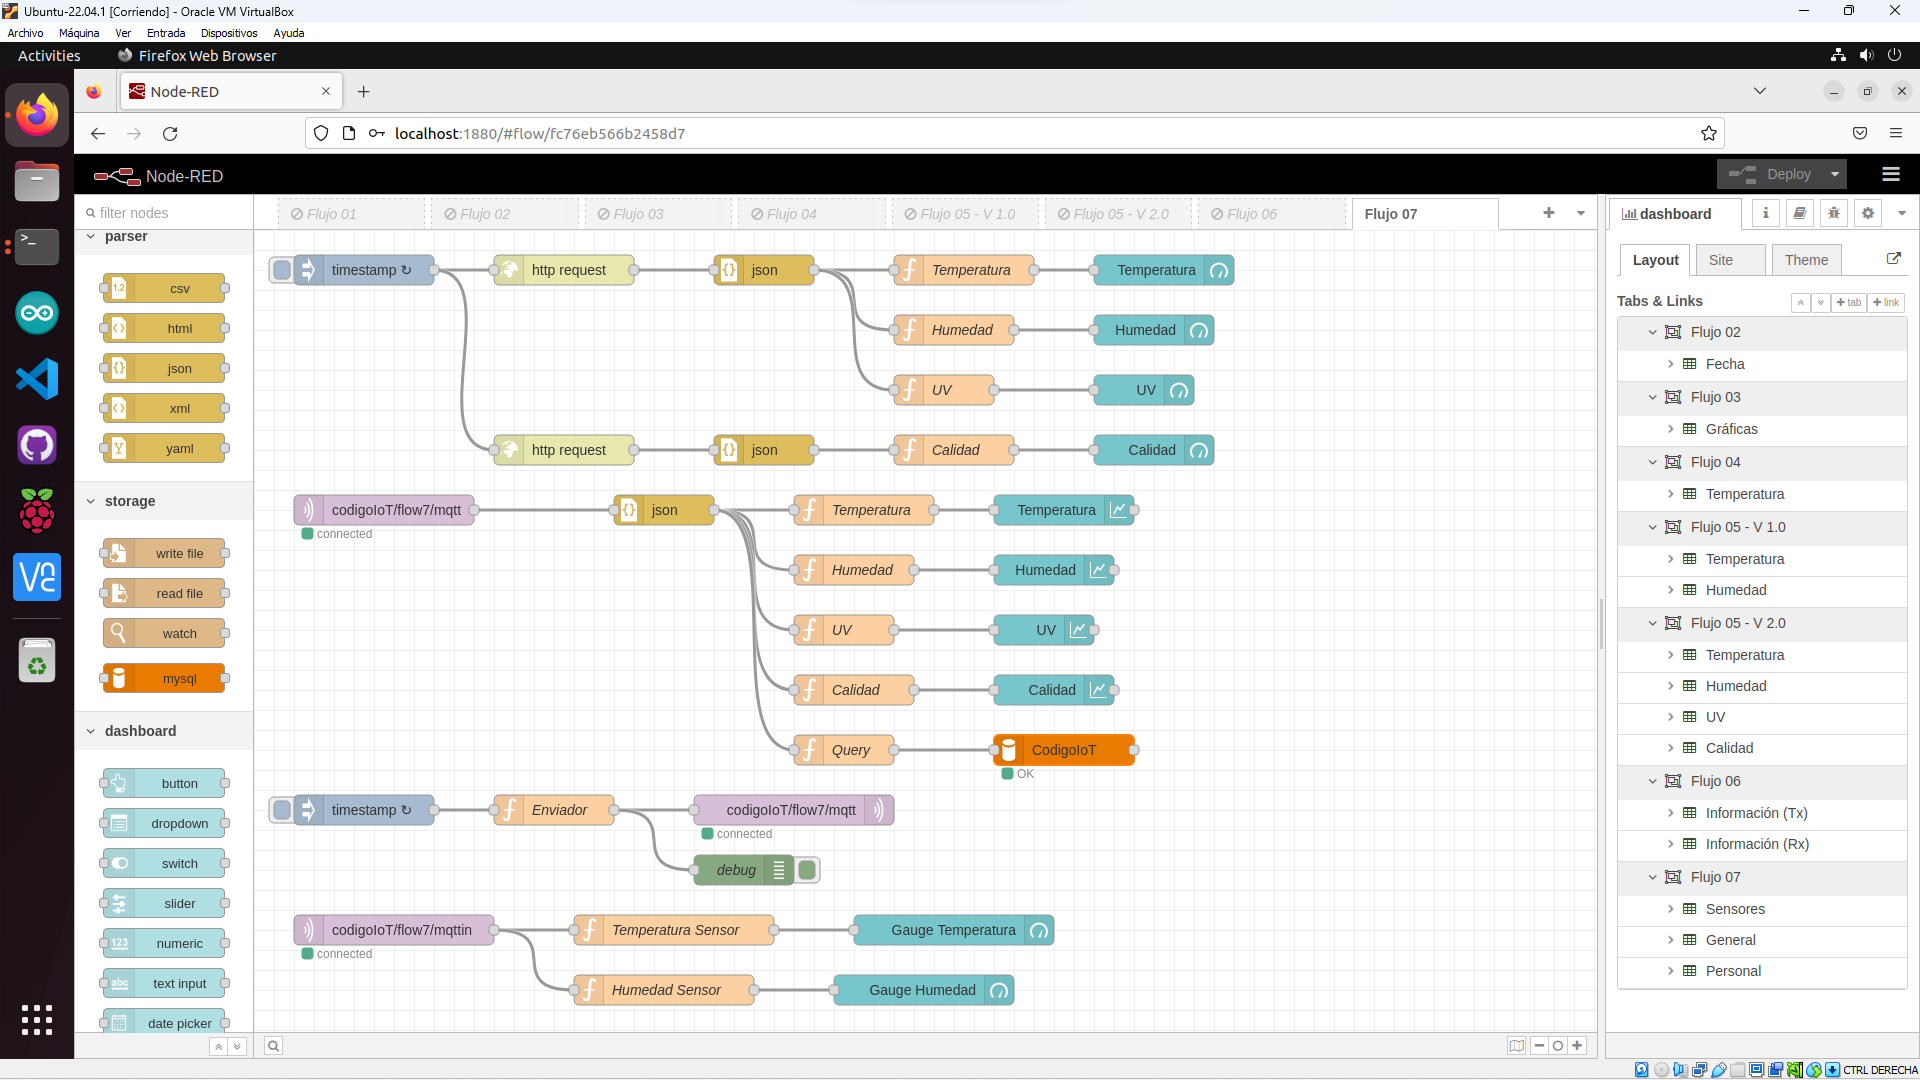 Ubuntu-22.04.1 [Corriendo] - Oracle VM VirtualBox
Archivo Máquina Ver Entrada Dispositivos Ayuda
Activities Firefox Web Browser
Node-RED
localhost:1880/#flow/fc76eb566b2458d7
Node-RED Deploy
filter nodes
Flujo 01 Flujo 02 Flujo 03 Flujo 04 Flujo 05 - V 1.0 Flujo 05 - V 2.0 Flujo 06 Flujo 07
dashboard
parser
csv
html
json
xml
yaml
storage
write file
read file
watch
mysql
dashboard
button
dropdown
switch
slider
numeric
text input
date picker
timestamp ↻ http request json Temperatura Temperatura
Humedad Humedad
UV UV
http request json Calidad Calidad
codigoIoT/flow7/mqtt json Temperatura Temperatura
connected
Humedad Humedad
UV UV
Calidad Calidad
Query CodigoIoT
OK
timestamp ↻ Enviador codigoIoT/flow7/mqtt
connected
debug
codigoIoT/flow7/mqttin Temperatura Sensor Gauge Temperatura
connected
Humedad Sensor Gauge Humedad
Layout Site Theme
Tabs & Links + tab + link
Flujo 02
Fecha
Flujo 03
Gráficas
Flujo 04
Temperatura
Flujo 05 - V 1.0
Temperatura
Humedad
Flujo 05 - V 2.0
Temperatura
Humedad
UV
Calidad
Flujo 06
Información (Tx)
Información (Rx)
Flujo 07
Sensores
General
Personal
CTRL DERECHA